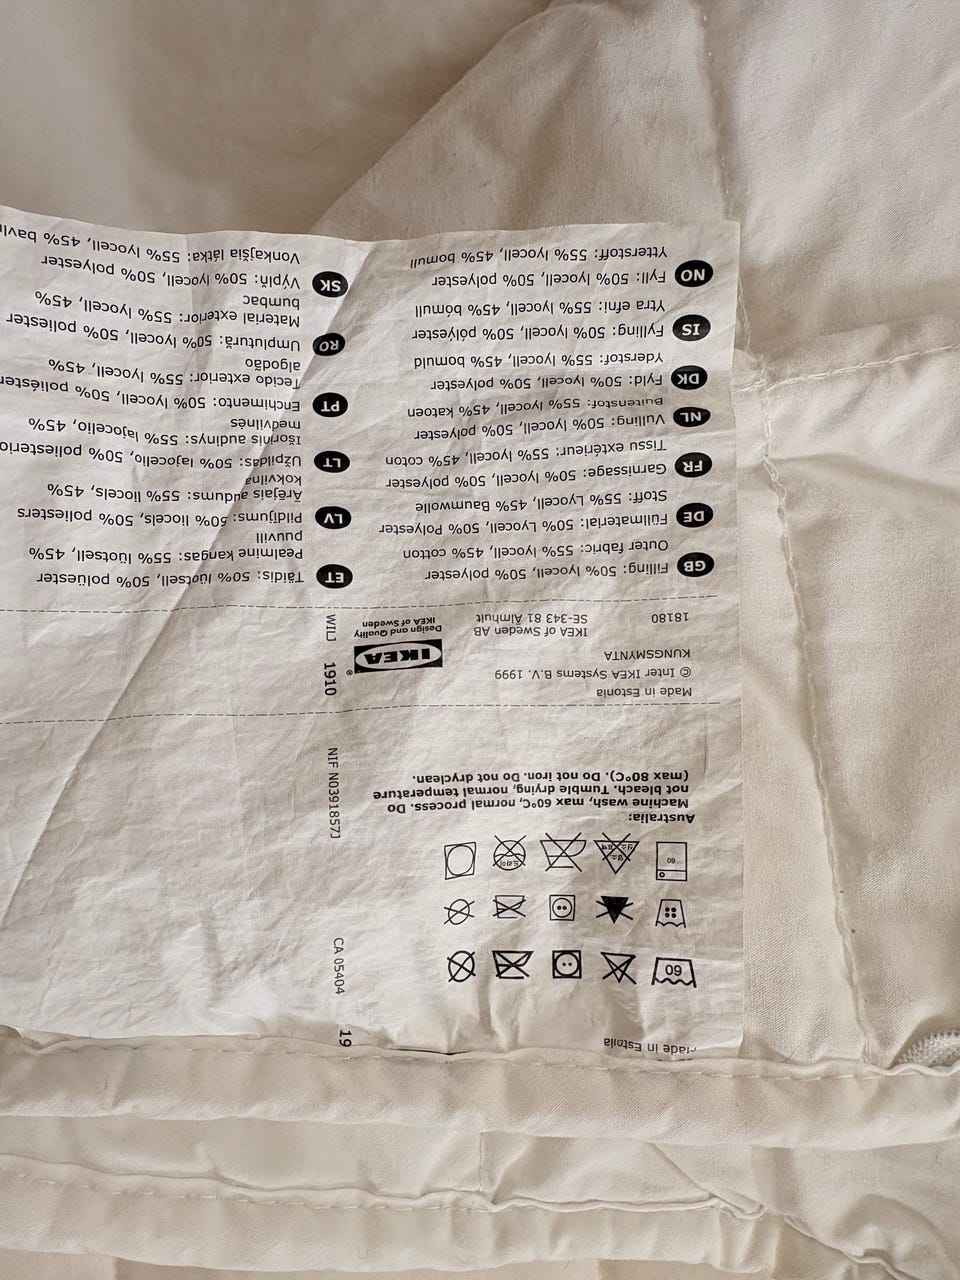 Made in Estonia
60
60
Australia:
Machine wash, max 60°C, normal process. Do
not bleach. Tumble drying, normal temperature
(max 80°C). Do not iron. Do not dryclean.
19
CA 05404
NIF N0391857J
Made in Estonia
© Inter IKEA Systems B.V. 1999
KUNGSMYNTA
18180
IKEA of Sweden AB
SE-343 81 Älmhult
IKEA®
Design and Quality
IKEA of Sweden
1910
WILJ
GB Filling: 50% lyocell, 50% polyester
Outer fabric: 55% lyocell, 45% cotton
DE Füllmaterial: 50% Lyocell, 50% Polyester
Stoff: 55% Lyocell, 45% Baumwolle
FR Garnissage: 50% lyocell, 50% polyester
Tissu extérieur: 55% lyocell, 45% coton
NL Vulling: 50% lyocell, 50% polyester
Buitenstof: 55% lyocell, 45% katoen
DK Fyld: 50% lyocell, 50% polyester
Yderstof: 55% lyocell, 45% bomuld
IS Fylling: 50% lyocell, 50% pólýester
Ytra efni: 55% lyocell, 45% bómull
NO Fyll: 50% lyocell, 50% polyester
Ytterstoff: 55% lyocell, 45% bomull
ET Täidis: 50% lüotsell, 50% polüester
Pealmine kangas: 55% lüotsell, 45%
puuvill
LV Pildījums: 50% liocels, 50% poliesters
Ārējais audums: 55% liocels, 45%
kokvilna
LT Užpildas: 50% lajocelio, 50% poliesterio
Išorinis audinys: 55% lajocelio, 45%
medvilnės
PT Enchimento: 50% lyocell, 50% poliéster
Tecido exterior: 55% lyocell, 45%
algodão
RO Umplutură: 50% lyocell, 50% poliester
Material exterior: 55% lyocell, 45%
bumbac
SK Výplň: 50% lyocell, 50% polyester
Vonkajšia látka: 55% lyocell, 45%